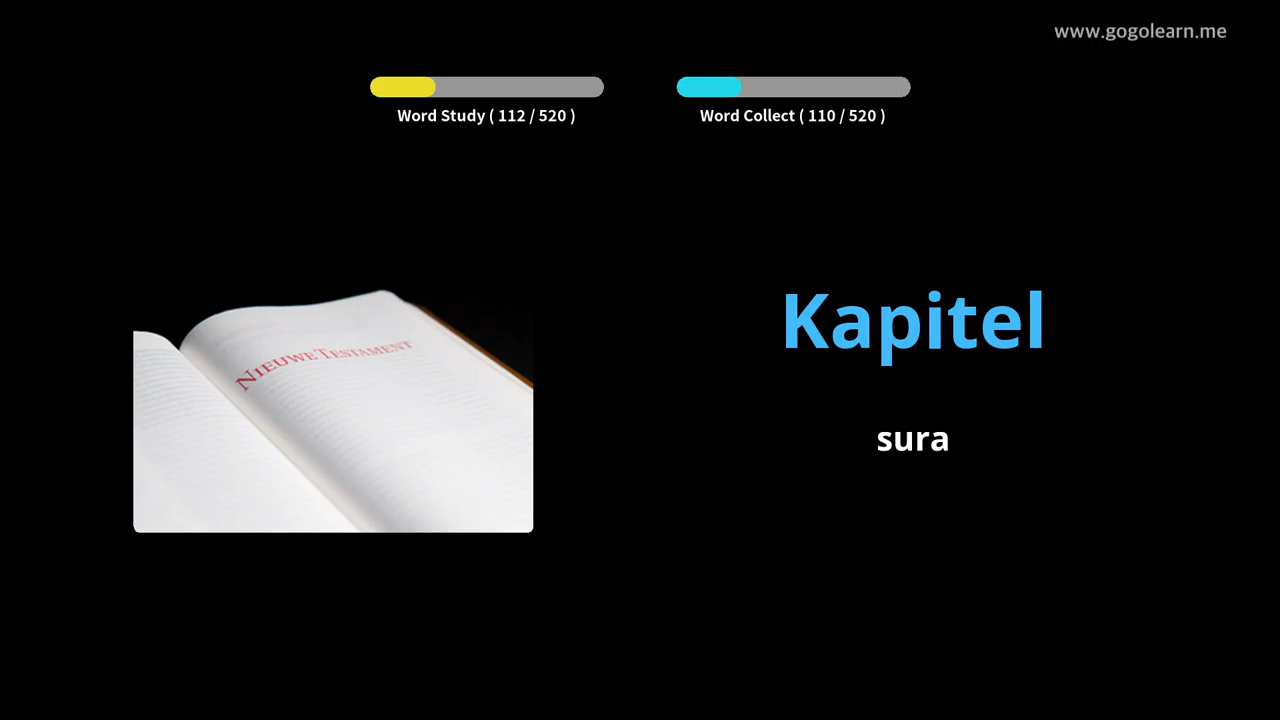 www.gogolearn.me
Word Study ( 112 / 520 )
Word Collect ( 110 / 520 )
NIEUWE TESTAMENT
Kapitel
sura